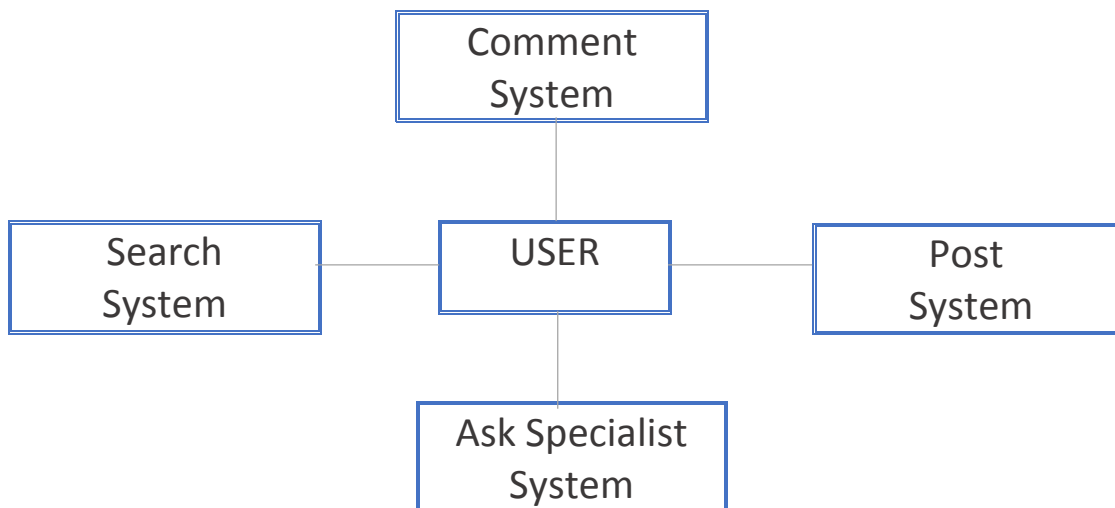 Comment
System
Search
System
USER
Post
System
Ask Specialist
System